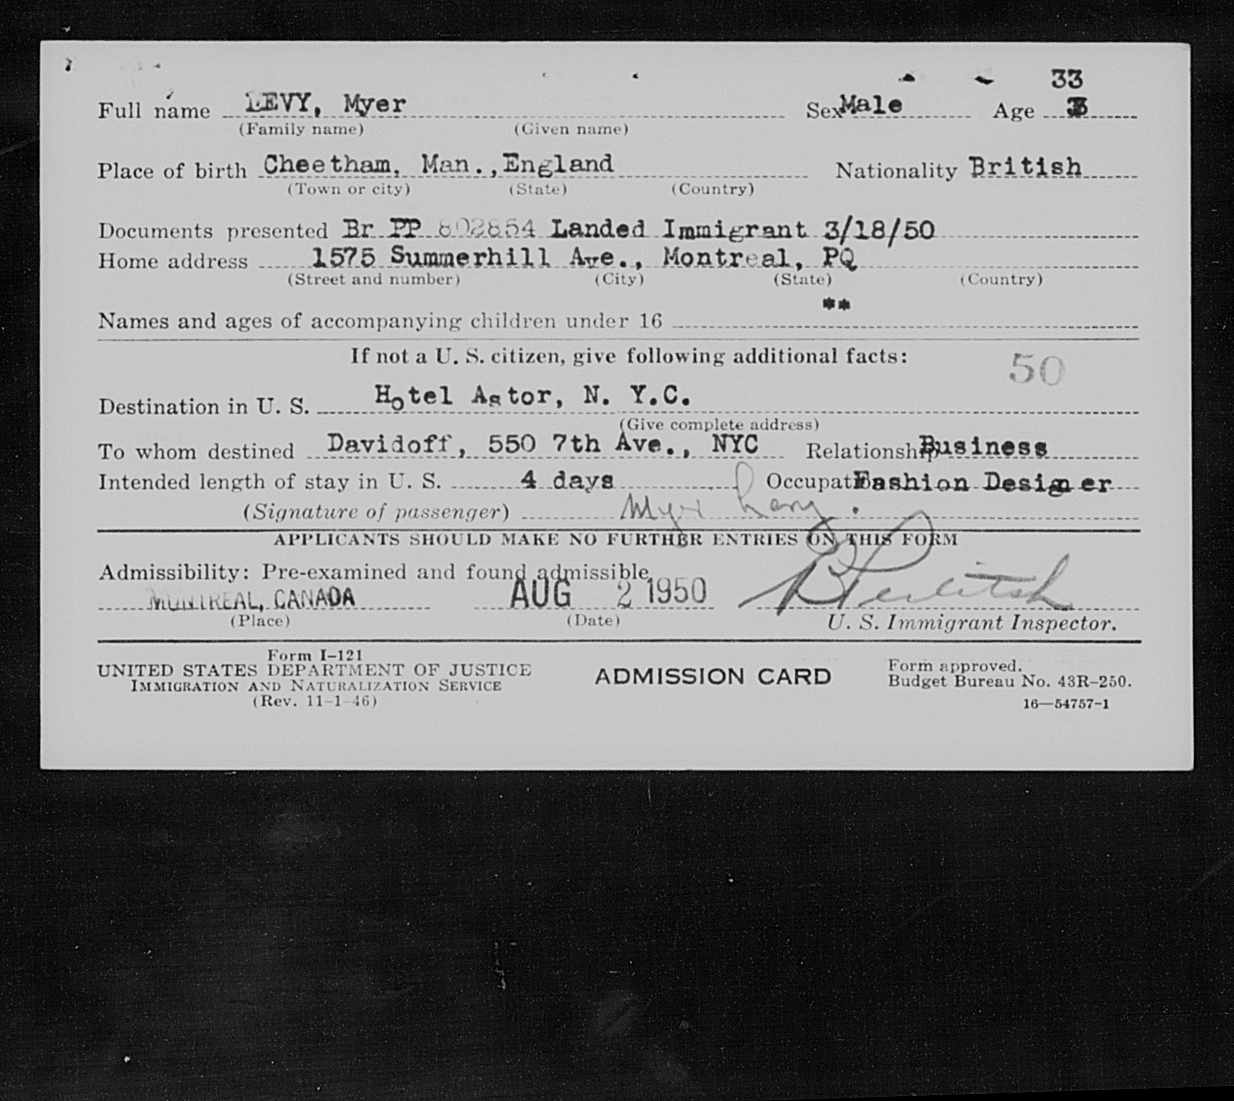 33
Full name LEVY, Myer Sex Male Age
(Family name) (Given name)
Place of birth Cheetham, Man., England Nationality British
(Town or city) (State) (Country)
Documents presented Br PP 802854 Landed Immigrant 3/18/50
Home address 1575 Summerhill Ave., Montreal, PQ
(Street and number) (City) (State) (Country)
**
Names and ages of accompanying children under 16
If not a U. S. citizen, give following additional facts:
50
Destination in U. S. Hotel Astor, N. Y.C.
(Give complete address)
To whom destined Davidoff, 550 7th Ave., NYC Relationship Business
Intended length of stay in U. S. 4 days Occupat Fashion Designer
(Signature of passenger) Myer Levy.
APPLICANTS SHOULD MAKE NO FURTHER ENTRIES ON THIS FORM
Admissibility: Pre-examined and found admissible
MONTREAL, CANADA AUG 2 1950
(Place) (Date) U. S. Immigrant Inspector.
Form I-121
UNITED STATES DEPARTMENT OF JUSTICE
IMMIGRATION AND NATURALIZATION SERVICE
(Rev. 11-1-46)
ADMISSION CARD
Form approved.
Budget Bureau No. 43R-250.
16—54757-1